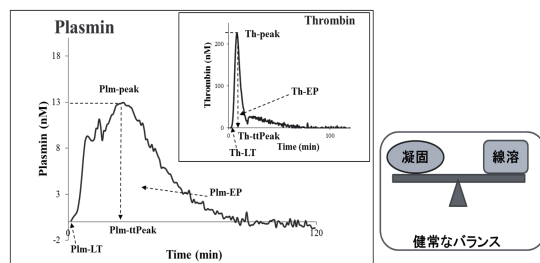 Plasmin
18
13
8
3
-2
Plasmin (nM)
Plm-peak
Plm-EP
Plm-LT
Plm-ttPeak
0
120
Time (min)
Thrombin
200
100
0
Thrombin (nM)
Th-peak
Th-EP
Th-ttPeak
Th-LT
100
Time (min)
凝固
線溶
健常なバランス